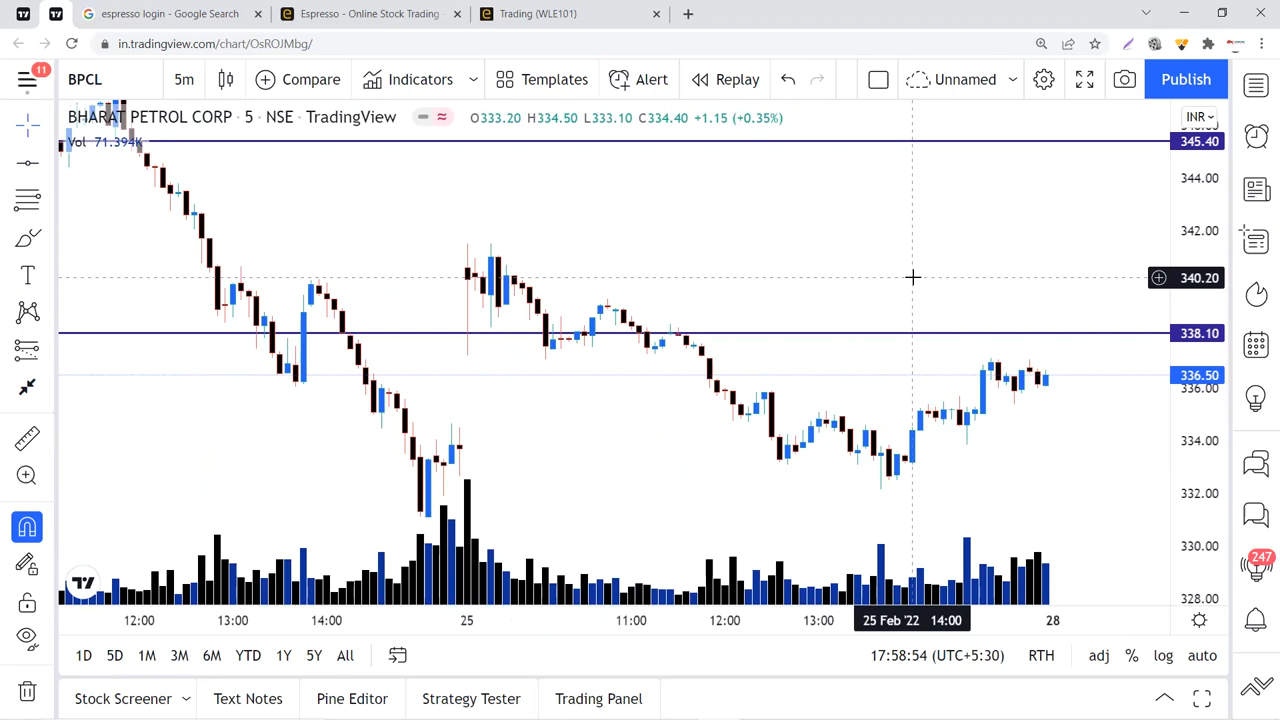 espresso login - Google Search
Espresso - Online Stock Trading
Trading (WLE101)
in.tradingview.com/chart/OsROJMbg/
11
BPCL
5m
Compare
Indicators
Templates
Alert
Replay
Unnamed
Publish
BHARAT PETROL CORP · 5 · NSE · TradingView
O333.20 H334.50 L333.10 C334.40 +1.15 (+0.35%)
INR
Vol 71.394K
345.40
344.00
342.00
340.20
338.10
336.50
336.00
334.00
332.00
330.00
328.00
247
12:00
13:00
14:00
25
11:00
12:00
13:00
25 Feb '22 14:00
28
1D
5D
1M
3M
6M
YTD
1Y
5Y
All
17:58:54 (UTC+5:30)
RTH
adj
%
log
auto
Stock Screener
Text Notes
Pine Editor
Strategy Tester
Trading Panel